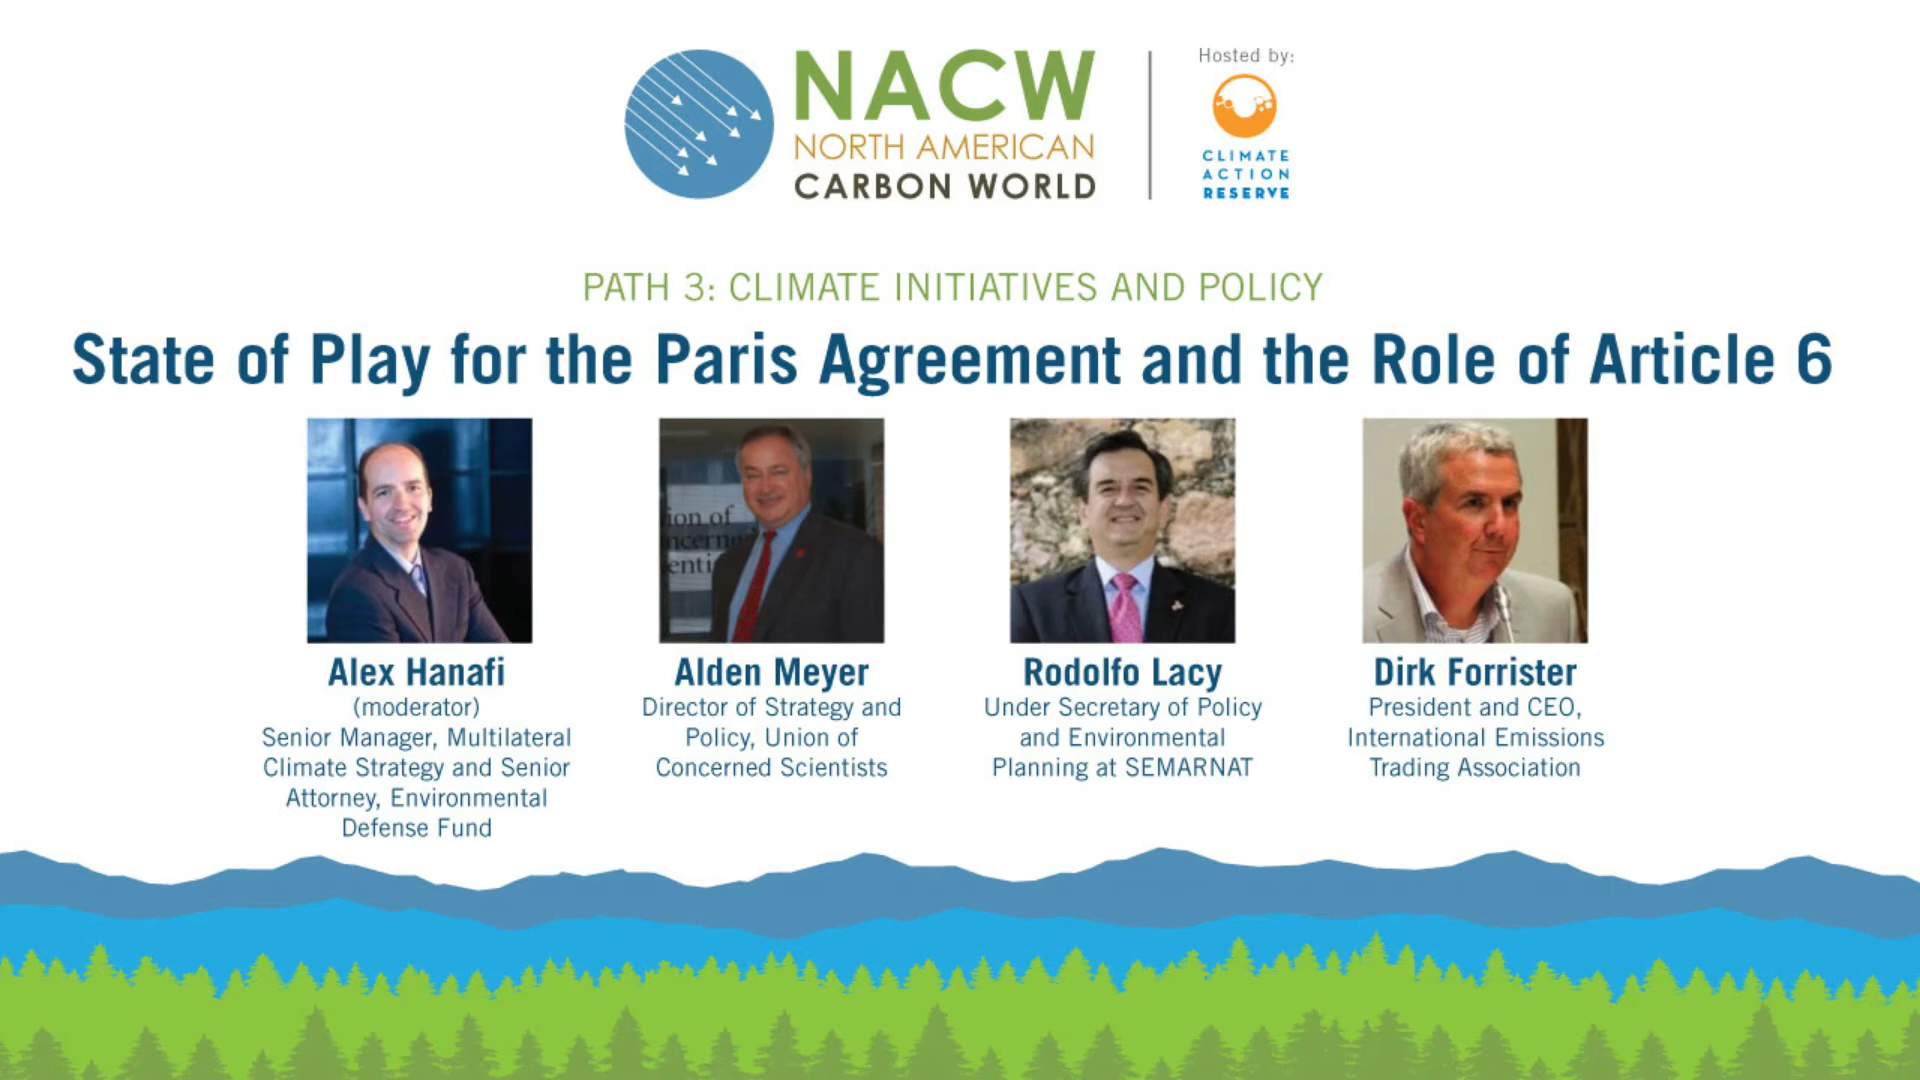 NACW
NORTH AMERICAN
CARBON WORLD
Hosted by:
CLIMATE
ACTION
RESERVE
PATH 3: CLIMATE INITIATIVES AND POLICY
State of Play for the Paris Agreement and the Role of Article 6
ion of
Alex Hanafi
(moderator)
Senior Manager, Multilateral
Climate Strategy and Senior
Attorney, Environmental
Defense Fund
Alden Meyer
Director of Strategy and
Policy, Union of
Concerned Scientists
Rodolfo Lacy
Under Secretary of Policy
and Environmental
Planning at SEMARNAT
Dirk Forrister
President and CEO,
International Emissions
Trading Association